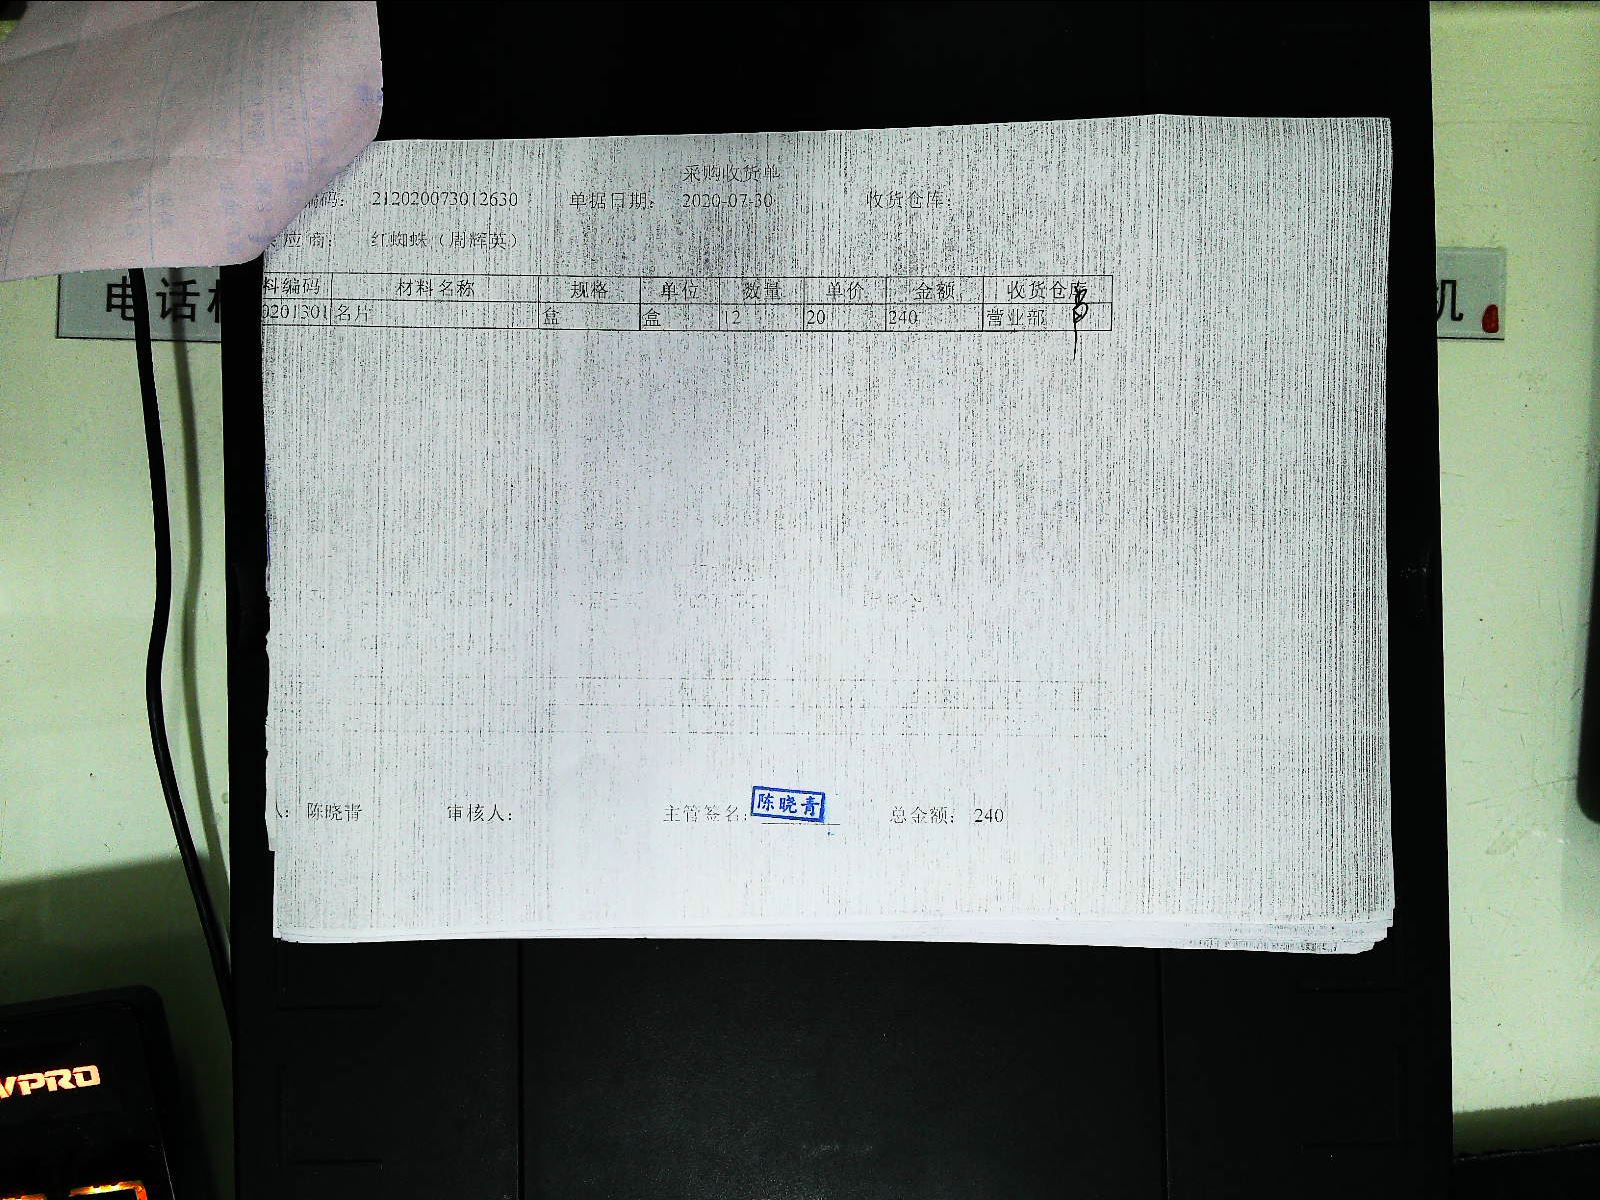 采购收货单
编码： 212020073012630 单据日期： 2020-07-30 收货仓库：
应商： 红蜘蛛（周辉英）
料编码 材料名称 规格 单位 数量 单价 金额 收货仓库
0201301 名片 盒 盒 12 20 240 营业部
电话
机
人： 陈晓青 审核人： 主管签名： 陈晓青 总金额： 240
VPRO